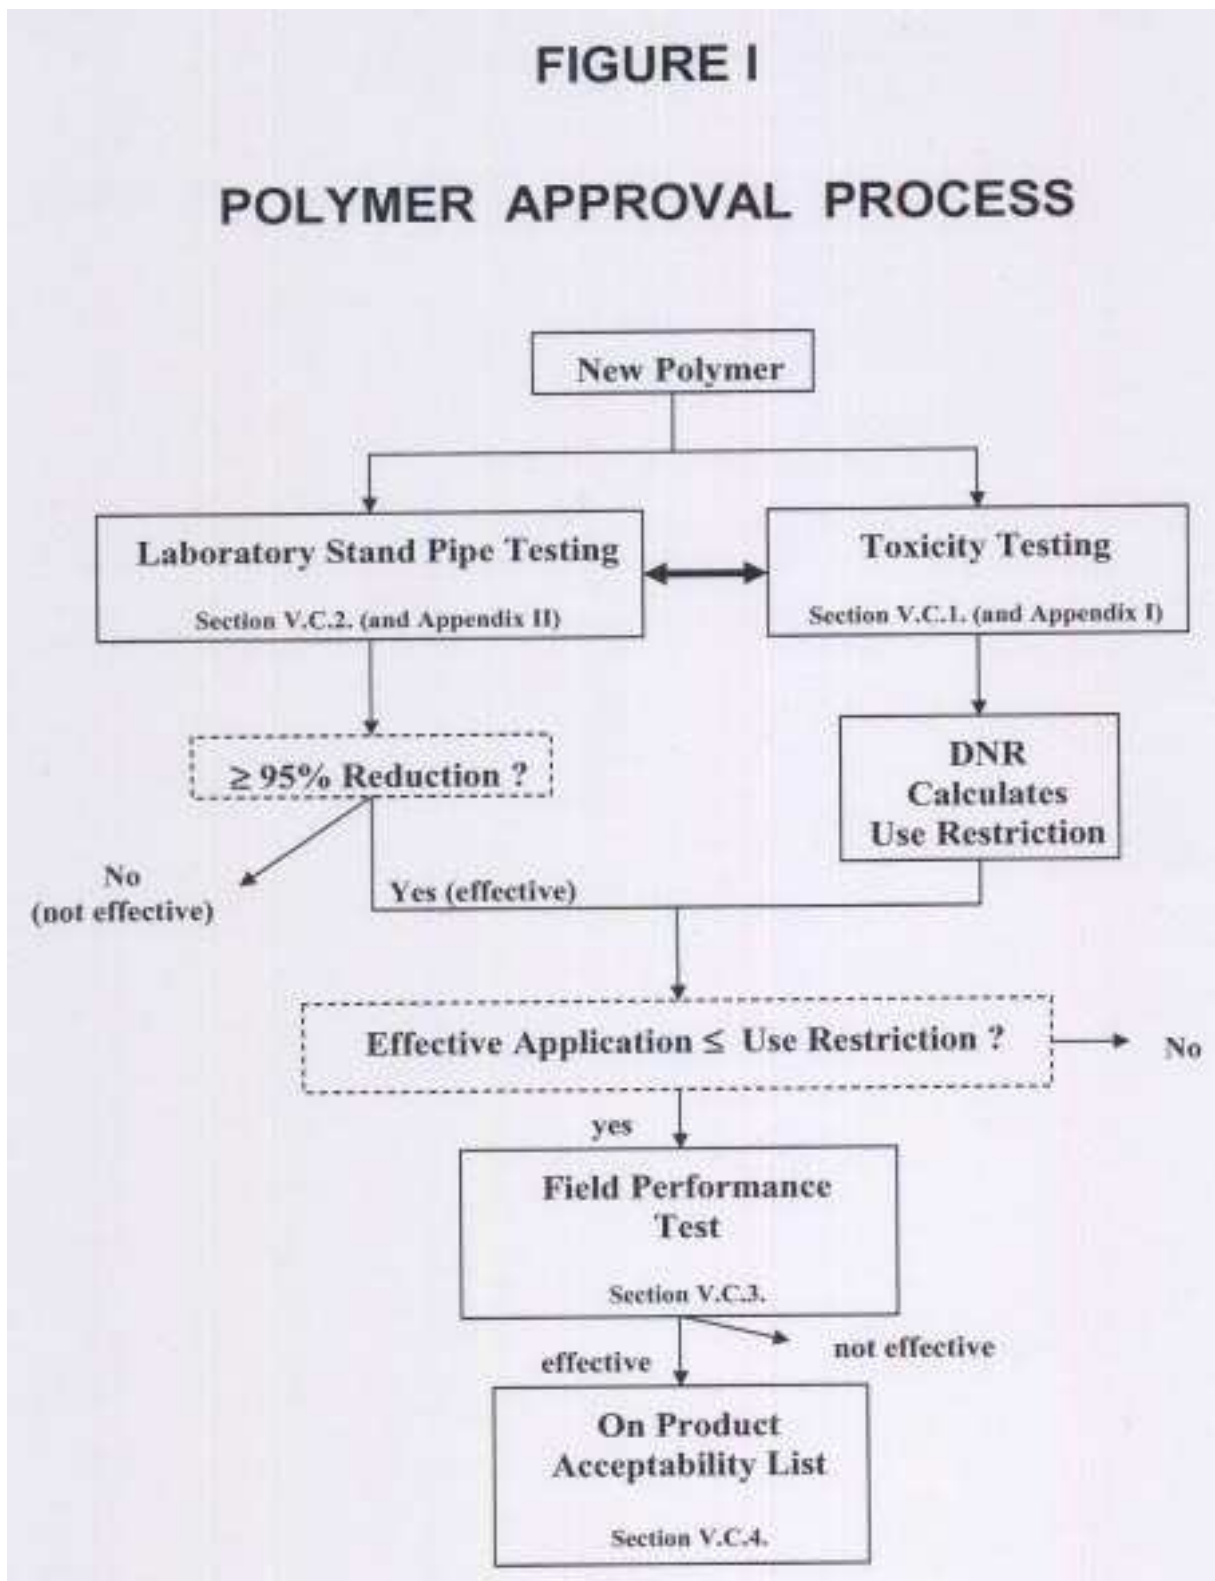 FIGURE I
POLYMER APPROVAL PROCESS
New Polymer
Laboratory Stand Pipe Testing
Section V.C.2. (and Appendix II)
Toxicity Testing
Section V.C.1. (and Appendix I)
≥ 95% Reduction ?
DNR
Calculates
Use Restriction
No
(not effective)
Yes (effective)
Effective Application ≤ Use Restriction ?
No
yes
Field Performance
Test
Section V.C.3.
effective
not effective
On Product
Acceptability List
Section V.C.4.